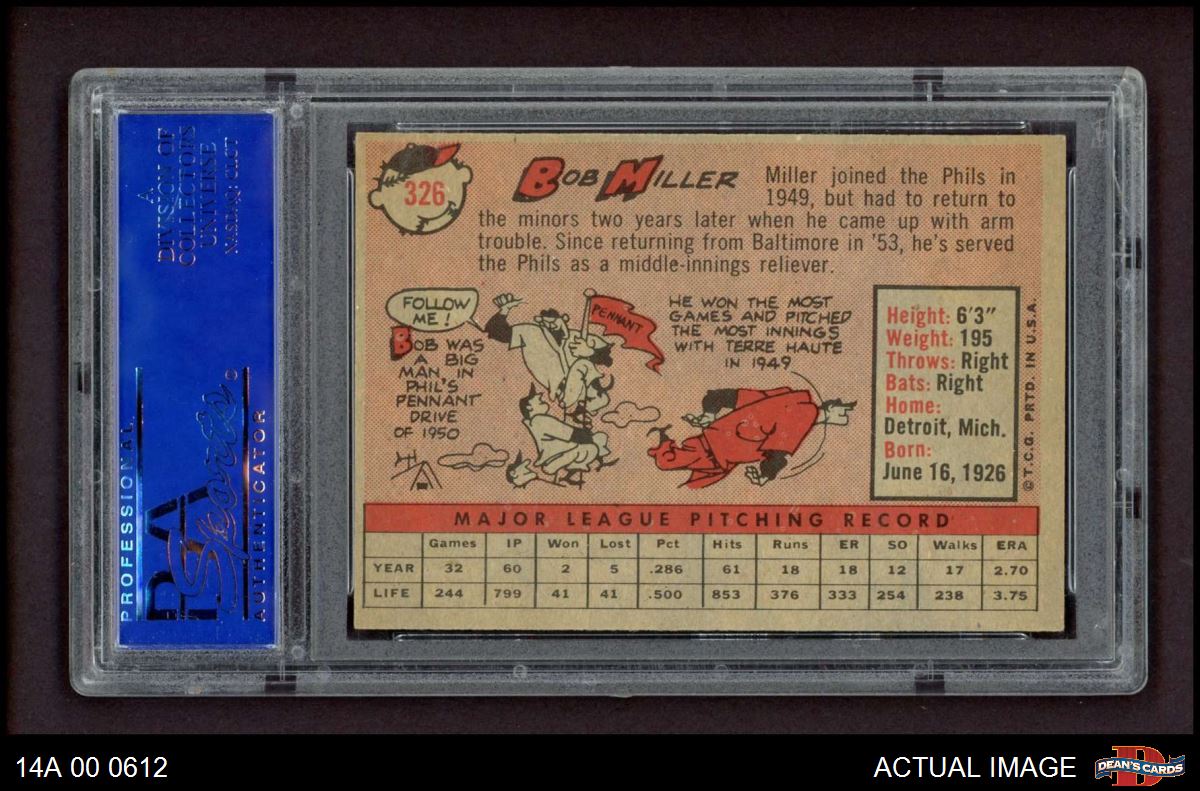 A
DIVISION OF
COLLECTORS
UNIVERSE
NASDAQ: CLCT
PROFESSIONAL
PSA
Sports
AUTHENTICATOR
326
BOB MILLER
Miller joined the Phils in
1949, but had to return to
the minors two years later when he came up with arm
trouble. Since returning from Baltimore in '53, he's served
the Phils as a middle-innings reliever.
FOLLOW
ME!
BOB WAS
A BIG
MAN IN
PHIL'S
PENNANT
DRIVE
OF 1950
PENNANT
HE WON THE MOST
GAMES AND PITCHED
THE MOST INNINGS
WITH TERRE HAUTE
IN 1949
Height: 6'3"
Weight: 195
Throws: Right
Bats: Right
Home:
Detroit, Mich.
Born:
June 16, 1926
©T.C.G. PRTD. IN U.S.A.
MAJOR LEAGUE PITCHING RECORD
Games IP Won Lost Pct Hits Runs ER SO Walks ERA
YEAR 32 60 2 5 .286 61 18 18 12 17 2.70
LIFE 244 799 41 41 .500 853 376 333 254 238 3.75
14A 00 0612
ACTUAL IMAGE
DEAN'S CARDS